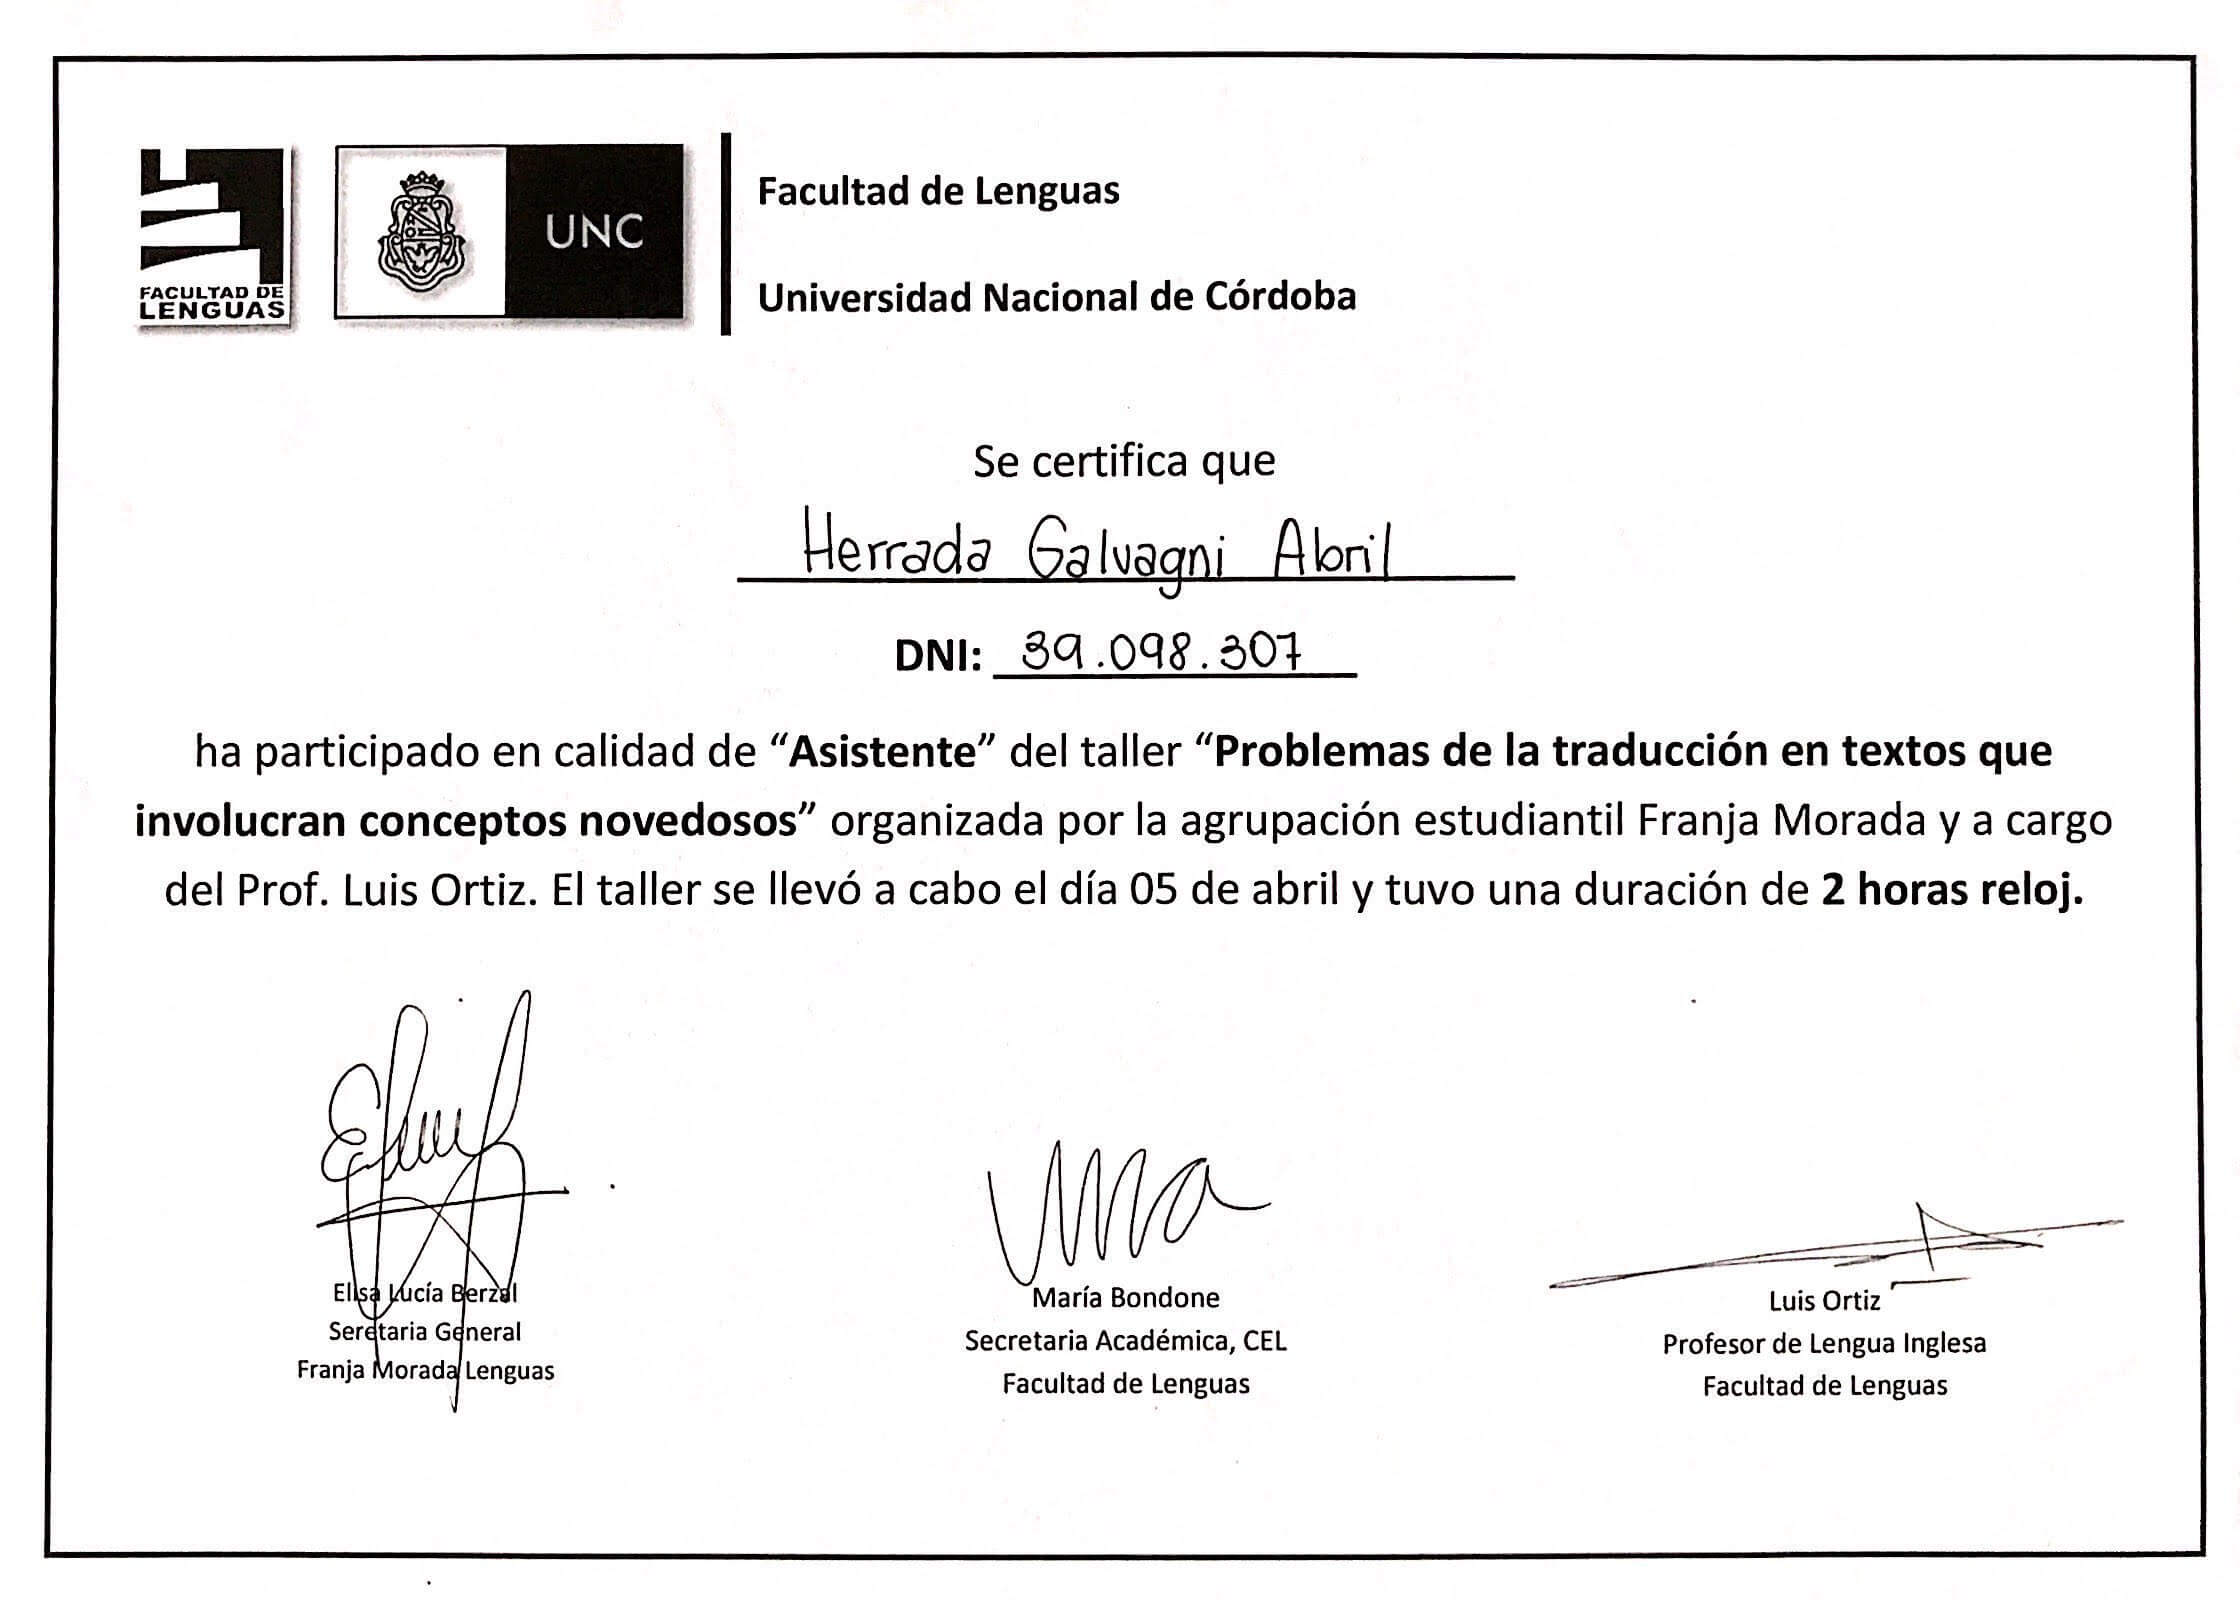 FACULTAD DE
LENGUAS
UNC
Facultad de Lenguas
Universidad Nacional de Córdoba
Se certifica que
Herrada Galvagni Abril
DNI: 39.098.307
ha participado en calidad de “Asistente” del taller “Problemas de la traducción en textos que
involucran conceptos novedosos” organizada por la agrupación estudiantil Franja Morada y a cargo
del Prof. Luis Ortiz. El taller se llevó a cabo el día 05 de abril y tuvo una duración de 2 horas reloj.
Elisa Lucía Berzal
Seretaria General
Franja Morada Lenguas
María Bondone
Secretaria Académica, CEL
Facultad de Lenguas
Luis Ortiz
Profesor de Lengua Inglesa
Facultad de Lenguas